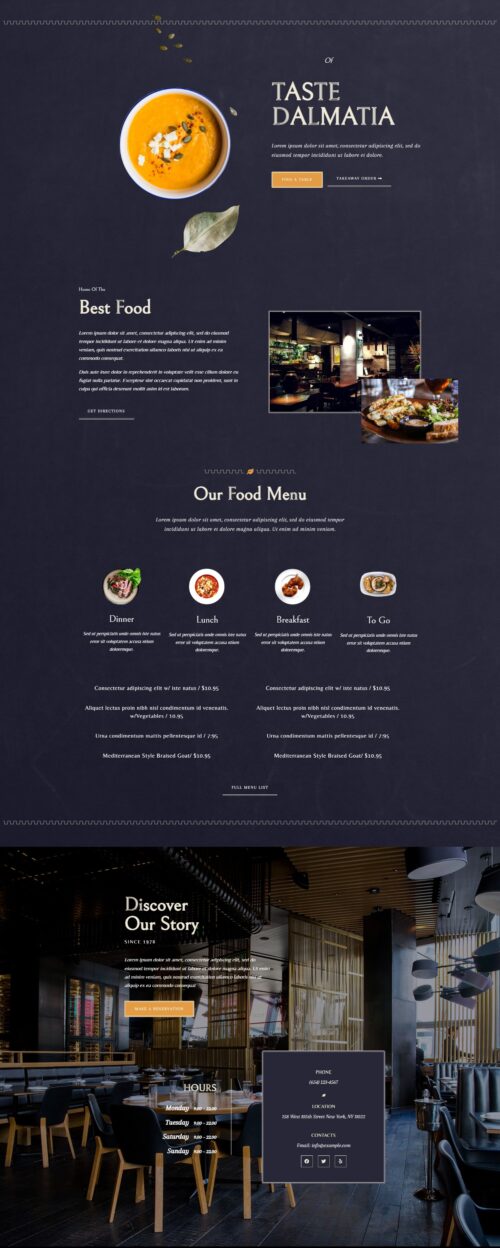 Of
TASTE
DALMATIA
Lorem ipsum dolor sit amet, consectetur adipiscing elit, sed do
eiusmod tempor incididunt ut labore et dolore.
FIND A TABLE
TAKEAWAY ORDER
Home Of The
Best Food
Lorem ipsum dolor sit amet, consectetur adipiscing elit, sed do eiusmod
tempor incididunt ut labore et dolore magna aliqua. Ut enim ad minim
veniam, quis nostrud exercitation ullamco laboris nisi ut aliquip ex ea
commodo consequat.
Duis aute irure dolor in reprehenderit in voluptate velit esse cillum dolore eu
fugiat nulla pariatur. Excepteur sint occaecat cupidatat non proident, sunt in
culpa qui officia deserunt mollit anim id est laborum.
GET DIRECTIONS
Our Food Menu
Lorem ipsum dolor sit amet, consectetur adipiscing elit, sed do eiusmod tempor
incididunt ut labore et dolore magna aliqua. Ut enim ad minim veniam.
Dinner
Sed ut perspiciatis unde omnis iste natus
error sit voluptatem accusa ntium
doloremque.
Lunch
Sed ut perspiciatis unde omnis iste natus
error sit voluptatem accusa ntium
doloremque.
Breakfast
Sed ut perspiciatis unde omnis iste natus
error sit voluptatem accusa ntium
doloremque.
To Go
Sed ut perspiciatis unde omnis iste natus
error sit voluptatem accusa ntium
doloremque.
Consectetur adipiscing elit w/ iste natus / $10.95
Aliquet lectus proin nibh nisl condimentum id venenatis.
w/Vegetables / 10.95
Urna condimentum mattis pellentesque id / 7.95
Mediterranean Style Braised Goat/ $10.95
Consectetur adipiscing elit w/ iste natus / $10.95
Aliquet lectus proin nibh nisl condimentum id venenatis.
w/Vegetables / 10.95
Urna condimentum mattis pellentesque id / 7.95
Mediterranean Style Braised Goat/ $10.95
FULL MENU LIST
Discover
Our Story
SINCE 1978
Lorem ipsum dolor sit amet, consectetur adipiscing elit, sed do
eiusmod tempor incididunt ut labore et dolore magna aliqua. Ut enim
ad minim veniam, quis nostrud exercitation ullamco laboris nisi ut
aliquip ex ea commodo consequat
MAKE A RESERVATION
HOURS
Monday 9.00 - 22.00
Tuesday 9.00 - 22.00
Saturday 9.00 - 22.00
Sunday 9.00 - 22.00
PHONE
LOCATION
CONTACTS
Email: info@example.com